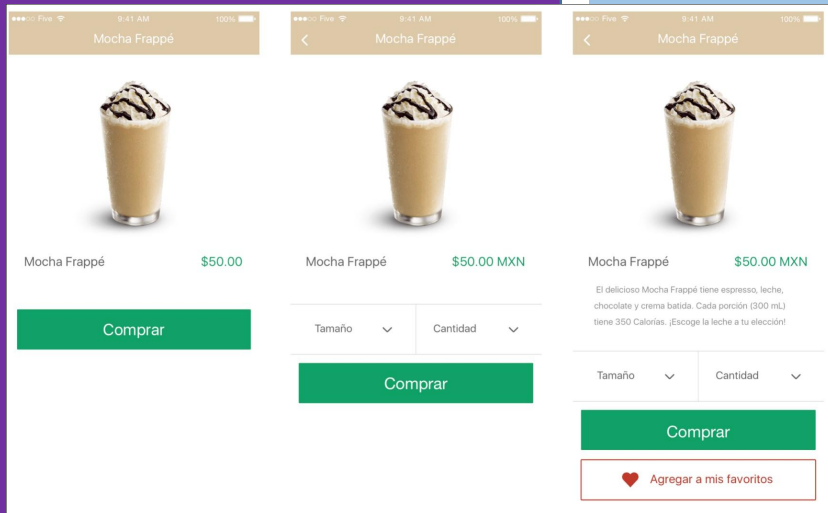 Five 9:41 AM 100%
Mocha Frappé
Mocha Frappé $50.00
Comprar
Five 9:41 AM 100%
Mocha Frappé
Mocha Frappé $50.00 MXN
Tamaño Cantidad
Comprar
Five 9:41 AM 100%
Mocha Frappé
Mocha Frappé $50.00 MXN
El delicioso Mocha Frappé tiene espresso, leche,
chocolate y crema batida. Cada porción (300 mL)
tiene 350 Calorías. ¡Escoge la leche a tu elección!
Tamaño Cantidad
Comprar
Agregar a mis favoritos